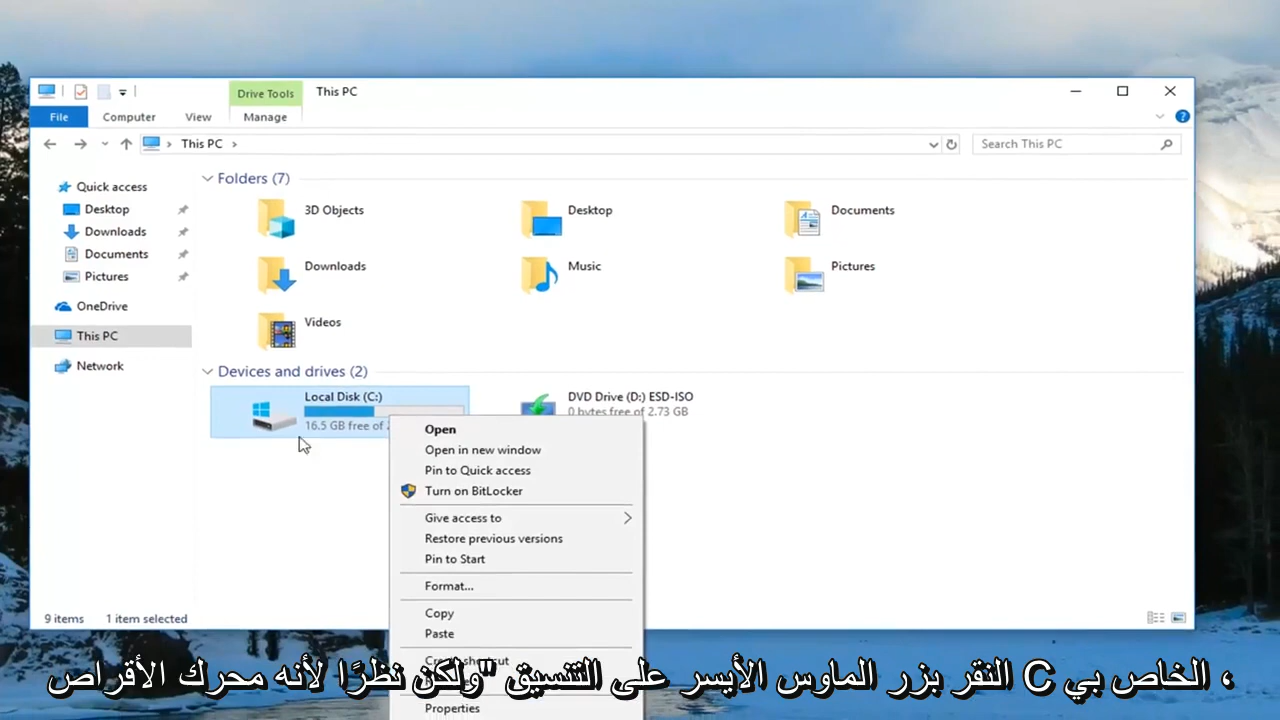 Drive Tools
This PC
File
Computer
View
Manage
This PC
Search This PC
Quick access
Desktop
Downloads
Documents
Pictures
OneDrive
This PC
Network
Folders (7)
3D Objects
Desktop
Documents
Downloads
Music
Pictures
Videos
Devices and drives (2)
Local Disk (C:)
16.5 GB free of
DVD Drive (D:) ESD-ISO
0 bytes free of 2.73 GB
Open
Open in new window
Pin to Quick access
Turn on BitLocker
Give access to
Restore previous versions
Pin to Start
Format...
Copy
Paste
Properties
9 items
1 item selected
النقر بزر الماوس الأيسر على التنسيق "ولكن نظرًا لأنه محرك الأقراص C الخاص بي ،